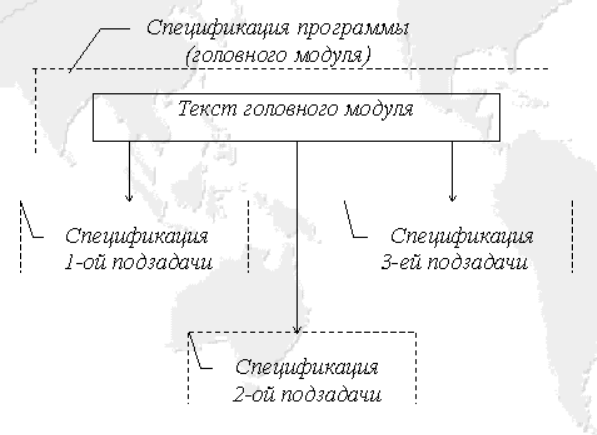 Спецификация программы
(головного модуля)
Текст головного модуля
Спецификация
1-ой подзадачи
Спецификация
3-ей подзадачи
Спецификация
2-ой подзадачи